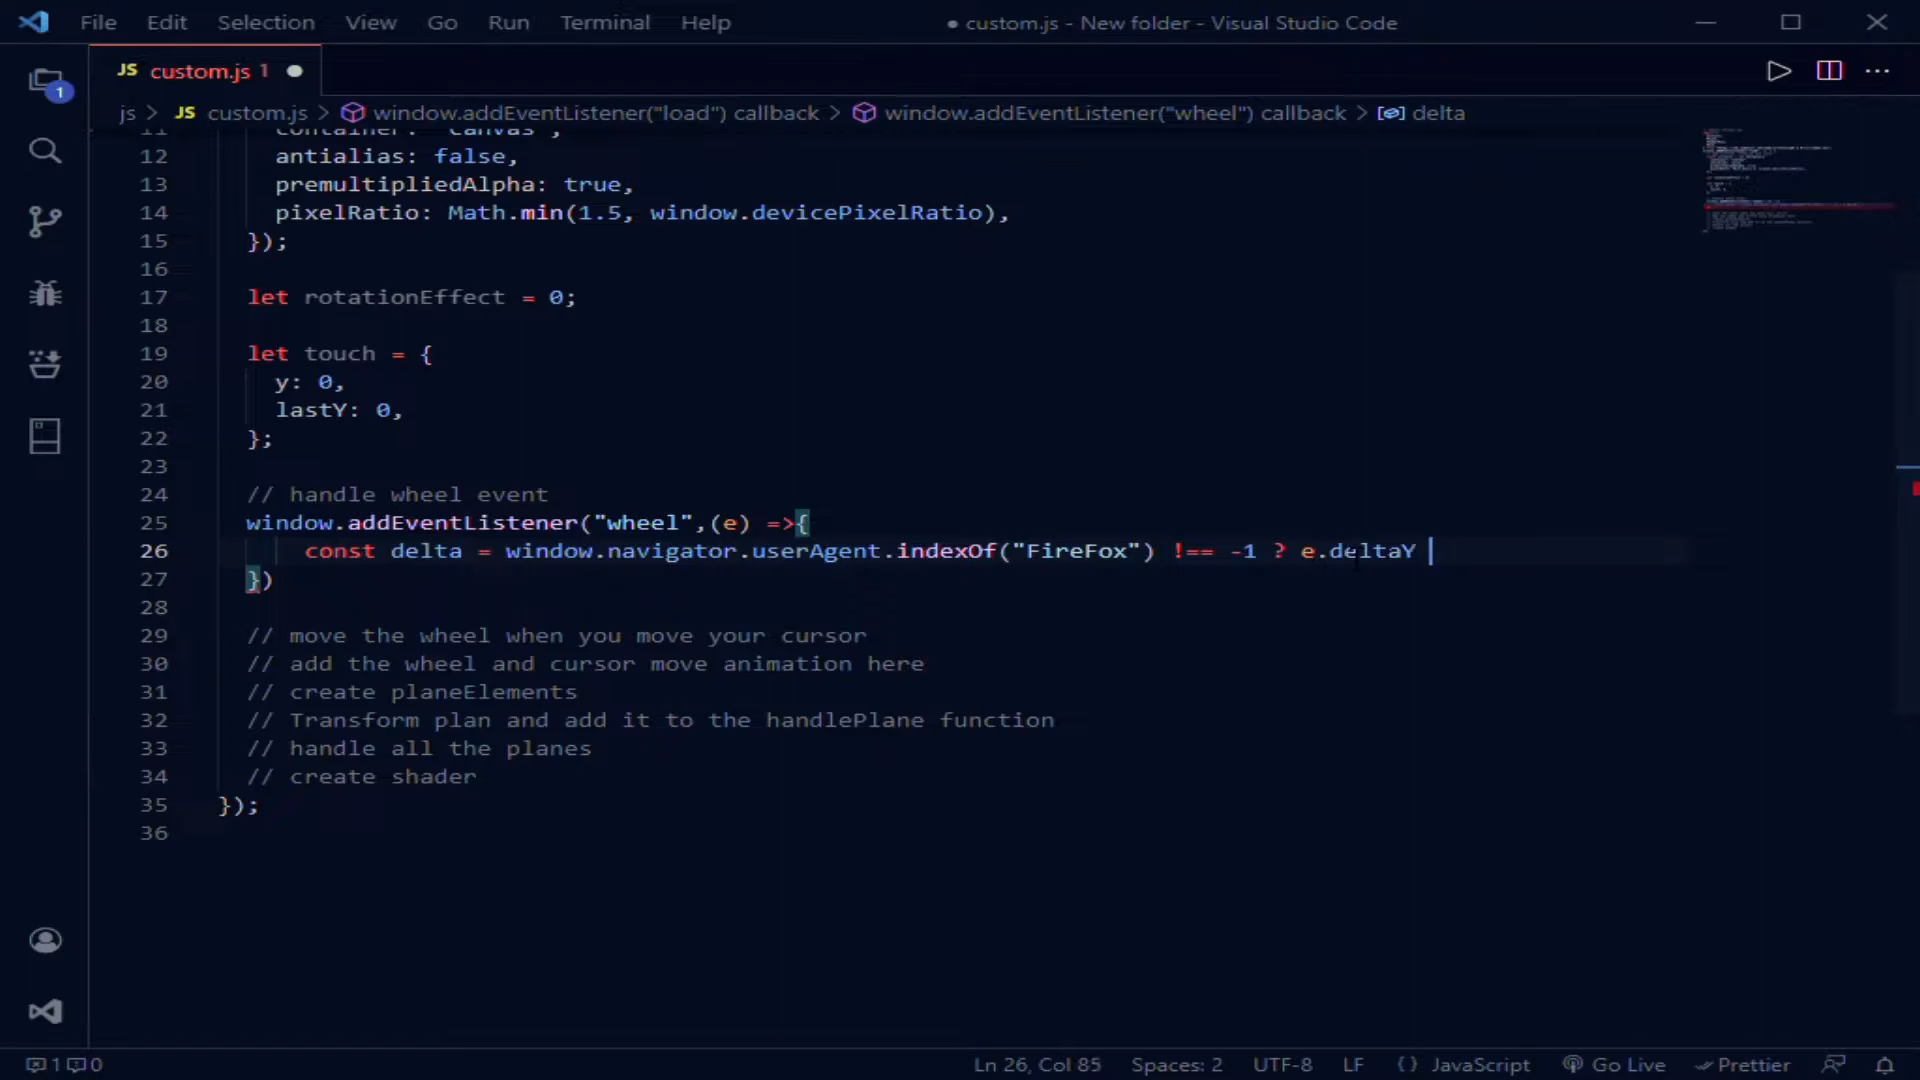 File Edit Selection View Go Run Terminal Help
● custom.js - New folder - Visual Studio Code
JS custom.js 1 ●
js > JS custom.js > window.addEventListener("load") callback > window.addEventListener("wheel") callback > delta
11 container: "canvas",
12 antialias: false,
13 premultipliedAlpha: true,
14 pixelRatio: Math.min(1.5, window.devicePixelRatio),
15 });
16
17 let rotationEffect = 0;
18
19 let touch = {
20 y: 0,
21 lastY: 0,
22 };
23
24 // handle wheel event
25 window.addEventListener("wheel",(e) =>{
26 const delta = window.navigator.userAgent.indexOf("FireFox") !== -1 ? e.deltaY
27 })
28
29 // move the wheel when you move your cursor
30 // add the wheel and cursor move animation here
31 // create planeElements
32 // Transform plan and add it to the handlePlane function
33 // handle all the planes
34 // create shader
35 });
36
1
1 0
Ln 26, Col 85 Spaces: 2 UTF-8 LF {} JavaScript Go Live Prettier